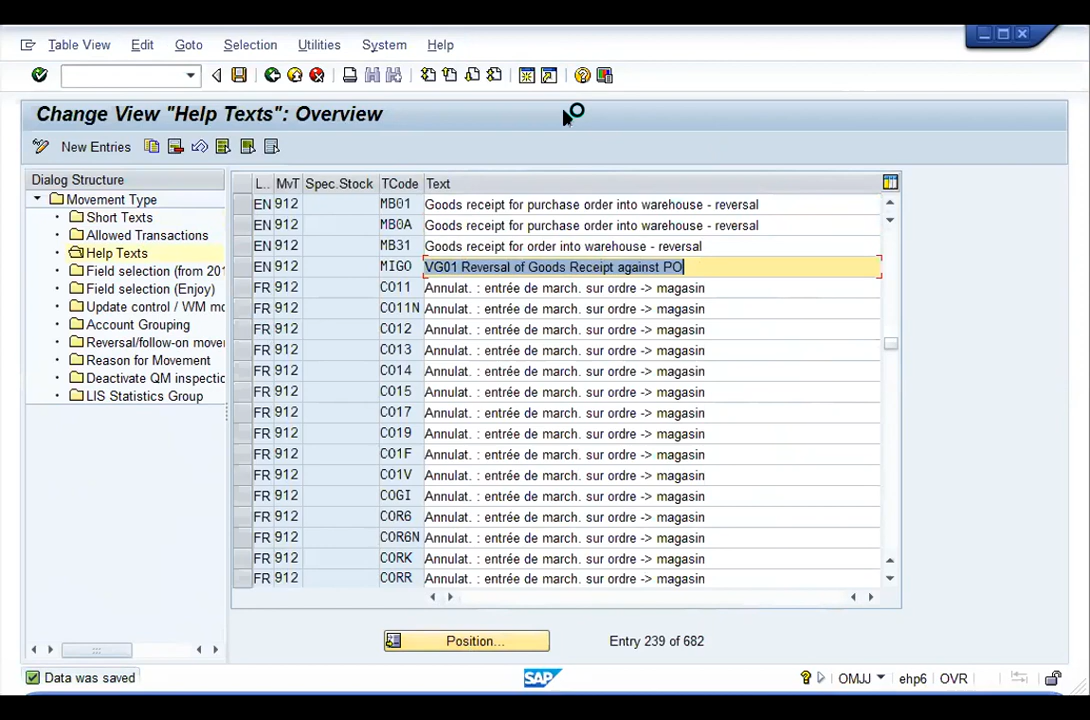 Table View Edit Goto Selection Utilities System Help
Change View "Help Texts": Overview
New Entries
Dialog Structure
Movement Type
Short Texts
Allowed Transactions
Help Texts
Field selection (from 201
Field selection (Enjoy)
Update control / WM mo
Account Grouping
Reversal/follow-on mover
Reason for Movement
Deactivate QM inspectic
LIS Statistics Group
L.. MvT Spec.Stock TCode Text
EN 912 MB01 Goods receipt for purchase order into warehouse - reversal
EN 912 MB0A Goods receipt for purchase order into warehouse - reversal
EN 912 MB31 Goods receipt for order into warehouse - reversal
EN 912 MIGO VG01 Reversal of Goods Receipt against PO
FR 912 CO11 Annulat. : entrée de march. sur ordre -> magasin
FR 912 CO11N Annulat. : entrée de march. sur ordre -> magasin
FR 912 CO12 Annulat. : entrée de march. sur ordre -> magasin
FR 912 CO13 Annulat. : entrée de march. sur ordre -> magasin
FR 912 CO14 Annulat. : entrée de march. sur ordre -> magasin
FR 912 CO15 Annulat. : entrée de march. sur ordre -> magasin
FR 912 CO17 Annulat. : entrée de march. sur ordre -> magasin
FR 912 CO19 Annulat. : entrée de march. sur ordre -> magasin
FR 912 CO1F Annulat. : entrée de march. sur ordre -> magasin
FR 912 CO1V Annulat. : entrée de march. sur ordre -> magasin
FR 912 COGI Annulat. : entrée de march. sur ordre -> magasin
FR 912 COR6 Annulat. : entrée de march. sur ordre -> magasin
FR 912 COR6N Annulat. : entrée de march. sur ordre -> magasin
FR 912 CORK Annulat. : entrée de march. sur ordre -> magasin
FR 912 CORR Annulat. : entrée de march. sur ordre -> magasin
Position... Entry 239 of 682
Data was saved SAP OMJJ ehp6 OVR